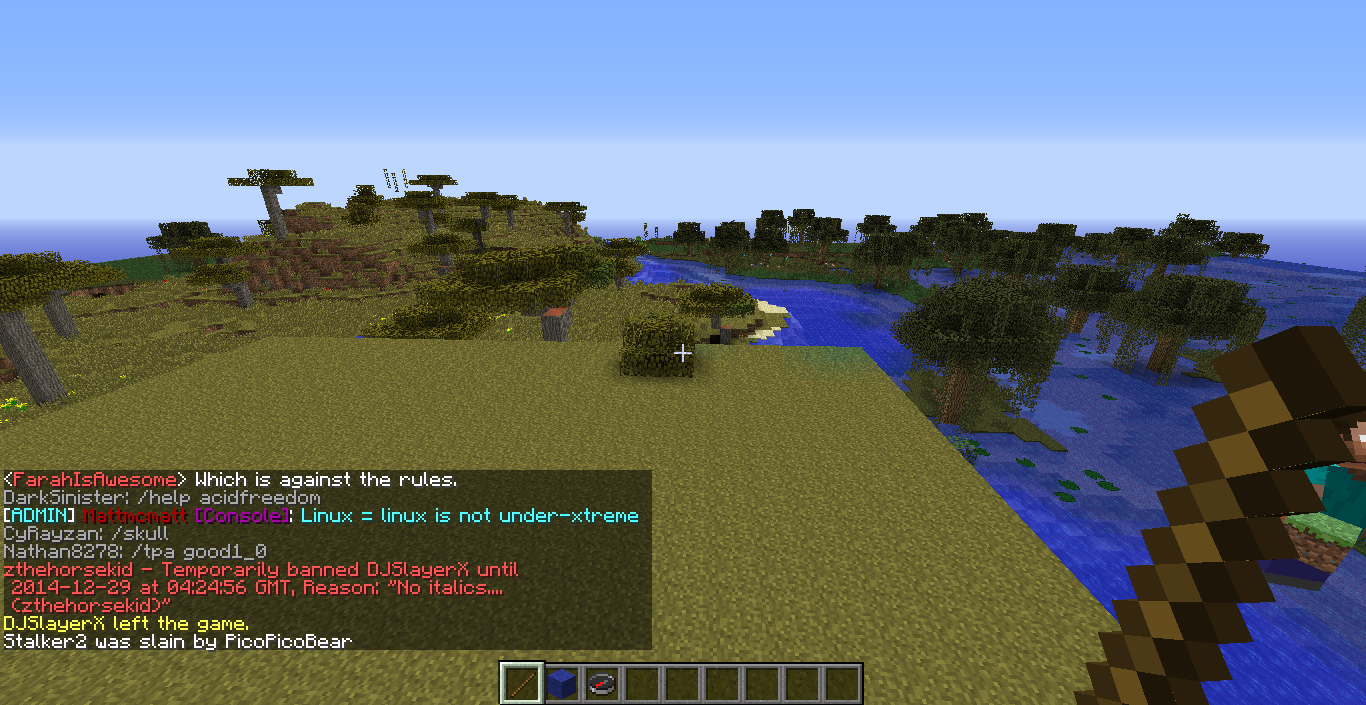 <FarahIsAwesome> Which is against the rules.
DarkSinister: /help acidfreedom
[ADMIN] Mattmcmatt [Console]: Linux = linux is not under-xtreme
CyRayzan: /skull
Nathan8278: /tpa good1_0
zthehorsekid - Temporarily banned DJSlayerX until
2014-12-29 at 04:24:56 GMT, Reason: "No italics....
(zthehorsekid)"
DJSlayerX left the game.
Stalker2 was slain by PicoPicoBear